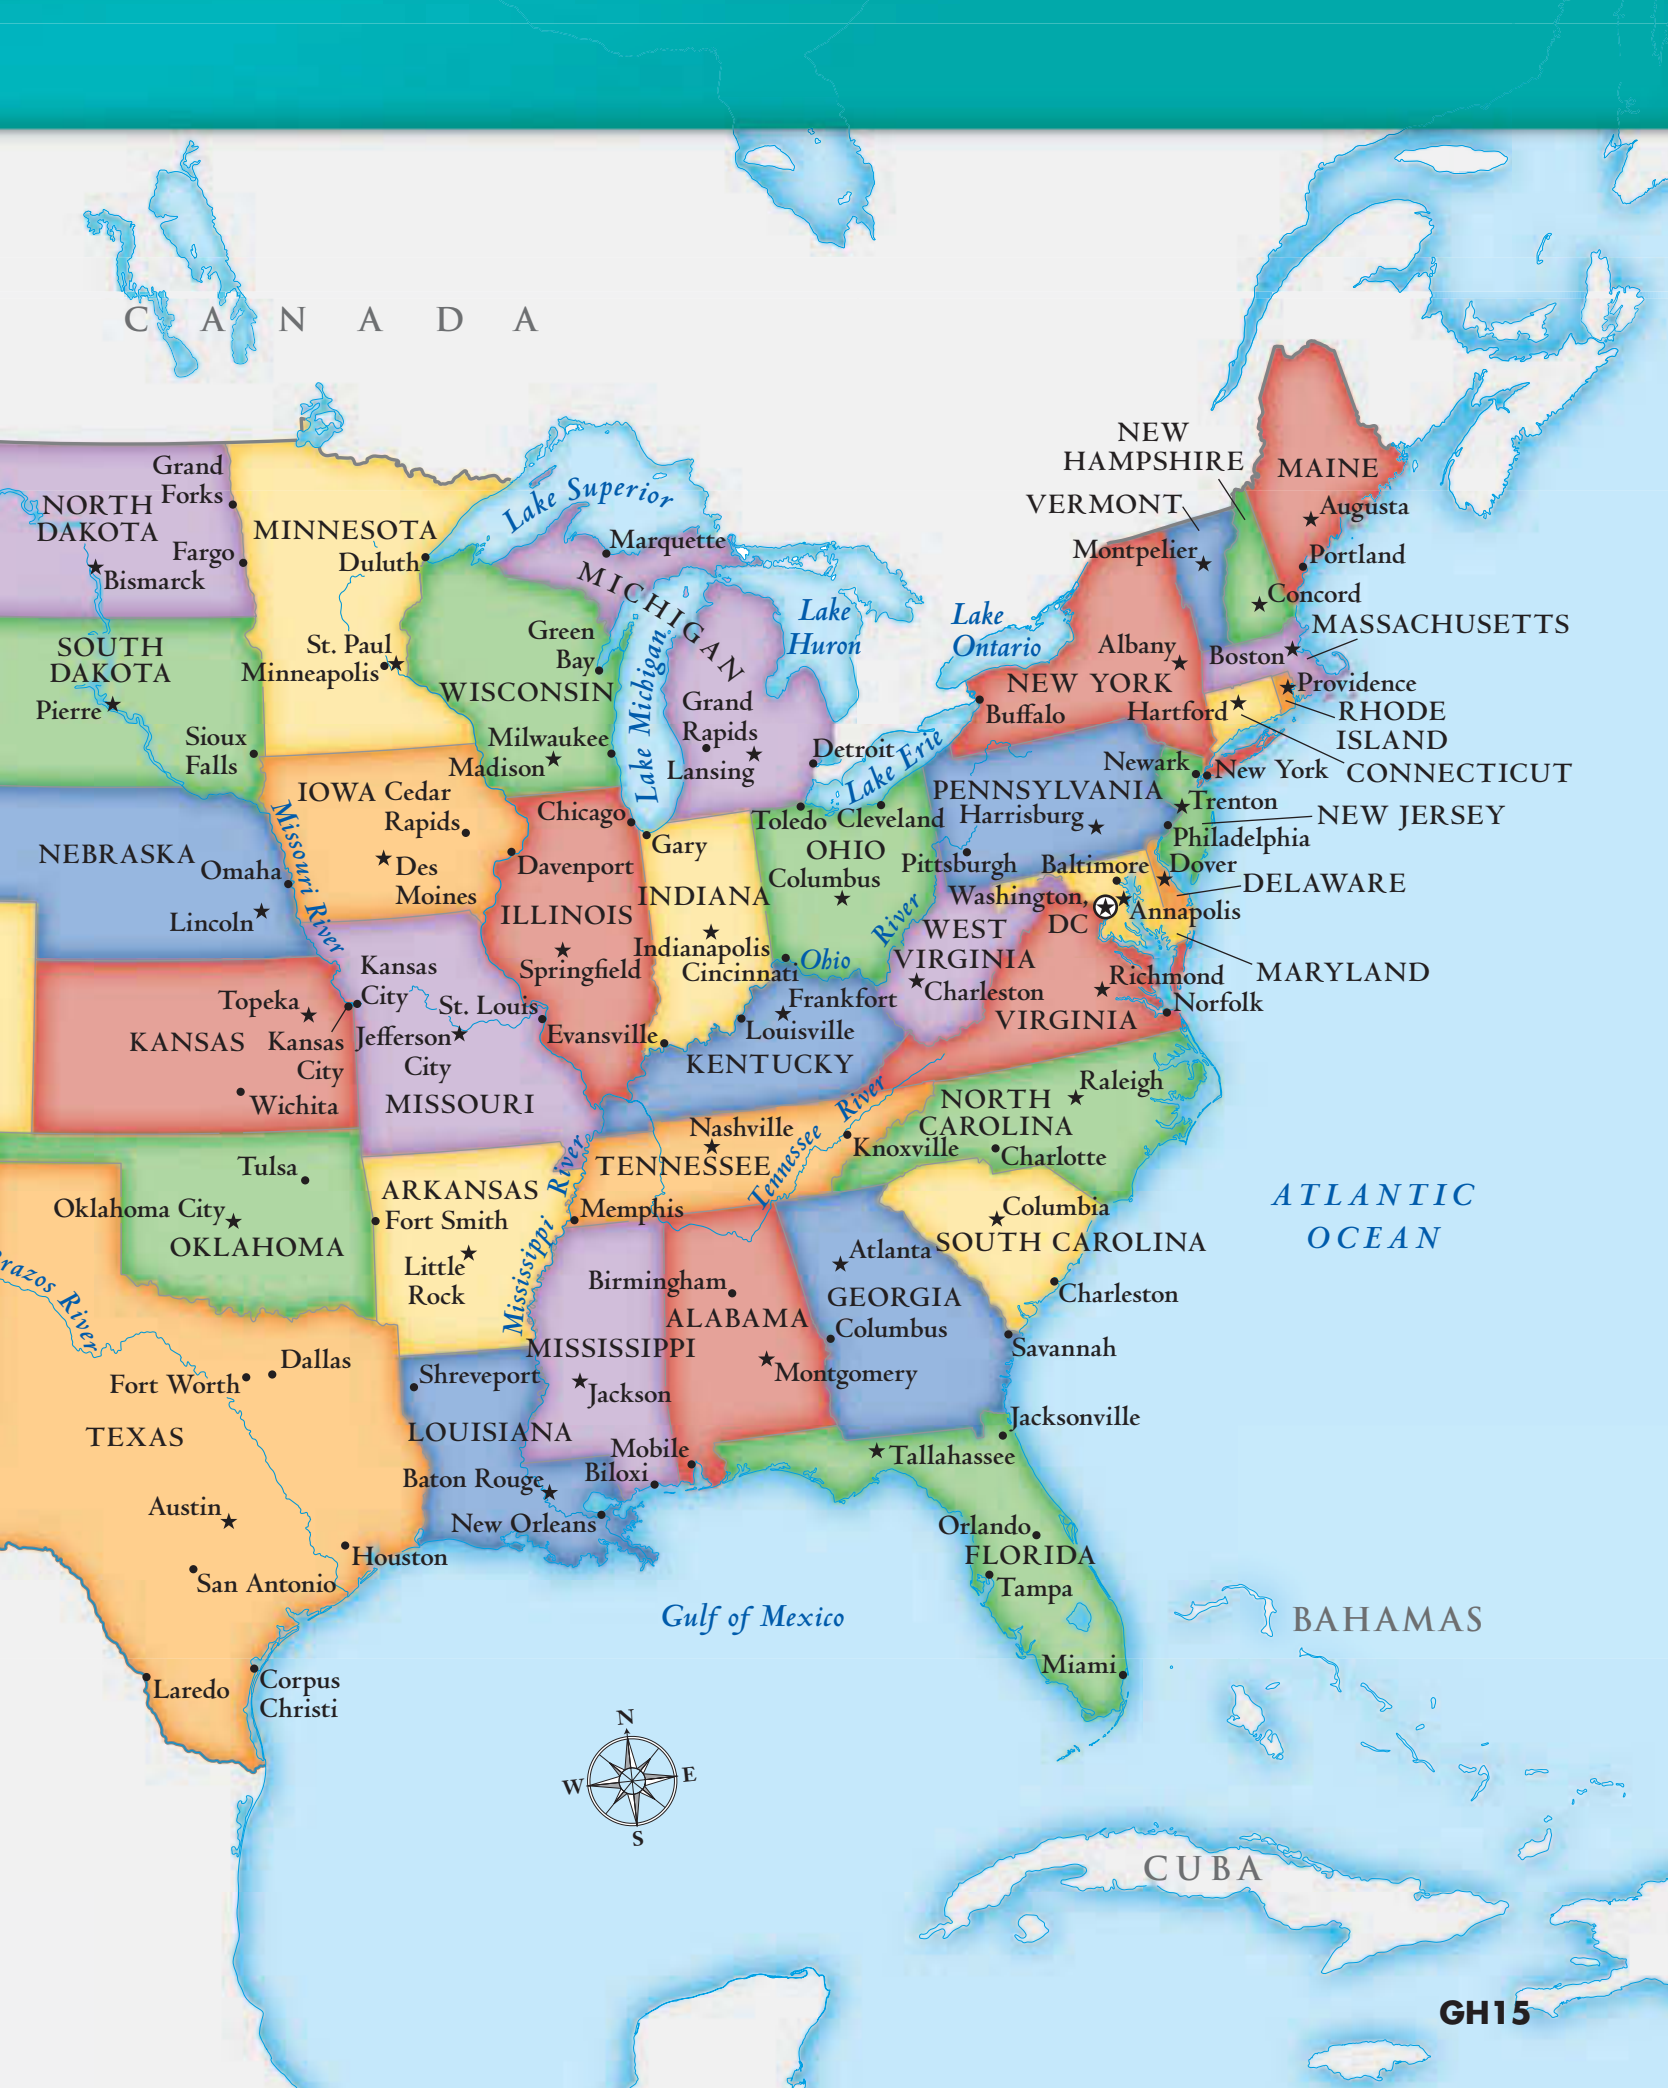 C A N A D A
NEW
HAMPSHIRE
MAINE
VERMONT
Augusta
Montpelier
Portland
Concord
MASSACHUSETTS
Boston
Albany
Providence
RHODE
ISLAND
Hartford
CONNECTICUT
NEW YORK
Buffalo
New York
Newark
Trenton
NEW JERSEY
Philadelphia
PENNSYLVANIA
Harrisburg
Pittsburgh
Baltimore
Dover
DELAWARE
Washington,
DC
Annapolis
MARYLAND
WEST
VIRGINIA
Charleston
Richmond
Norfolk
VIRGINIA
Grand
Forks
NORTH
DAKOTA
Fargo
Bismarck
MINNESOTA
Duluth
St. Paul
Minneapolis
SOUTH
DAKOTA
Pierre
Sioux
Falls
Lake Superior
Marquette
MICHIGAN
Green
Bay
WISCONSIN
Milwaukee
Madison
Lake Michigan
Lake
Huron
Lake
Ontario
Grand
Rapids
Lansing
Detroit
Lake Erie
IOWA
Cedar
Rapids
Des
Moines
Davenport
Missouri River
NEBRASKA
Omaha
Lincoln
Chicago
Gary
ILLINOIS
Springfield
INDIANA
Indianapolis
Evansville
Toledo
Cleveland
OHIO
Columbus
Cincinnati
Ohio
River
Frankfort
Louisville
KENTUCKY
Topeka
KANSAS
Kansas
City
Wichita
Kansas
City
St. Louis
Jefferson
City
MISSOURI
Nashville
TENNESSEE
Memphis
Knoxville
Tennessee
River
NORTH
CAROLINA
Raleigh
Charlotte
Columbia
SOUTH CAROLINA
Charleston
Tulsa
Oklahoma City
OKLAHOMA
ARKANSAS
Fort Smith
Little
Rock
Mississippi
River
Birmingham
ALABAMA
Montgomery
Mobile
Atlanta
GEORGIA
Columbus
Savannah
MISSISSIPPI
Jackson
Biloxi
Shreveport
LOUISIANA
Baton Rouge
New Orleans
razos River
Dallas
Fort Worth
TEXAS
Austin
Houston
San Antonio
Laredo
Corpus
Christi
Jacksonville
Tallahassee
Orlando
FLORIDA
Tampa
Miami
ATLANTIC
OCEAN
Gulf of Mexico
BAHAMAS
CUBA
N
W
E
S
GH15